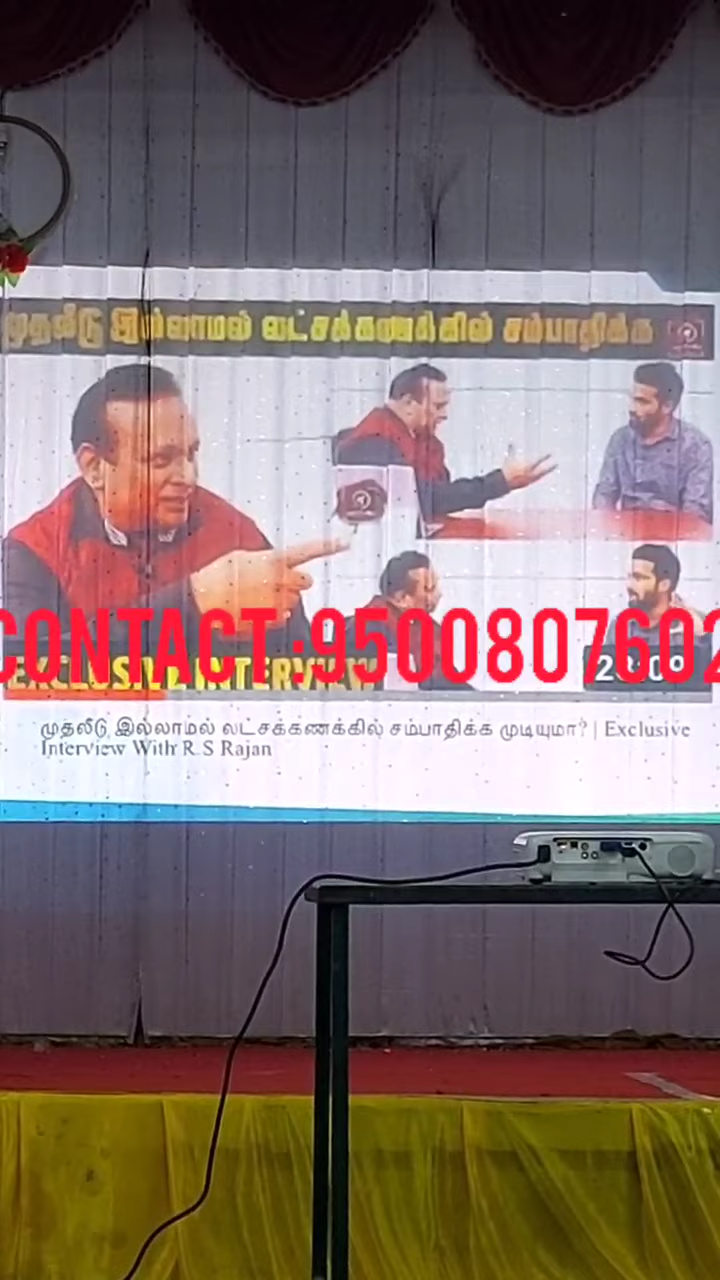 முதலீடு இல்லாமல் லட்சக்கணக்கில் சம்பாதிக்க
CONTACT :9500807602
EXCLUSIVE INTERVIEW
முதலீடு இல்லாமல் லட்சக்கணக்கில் சம்பாதிக்க முடியுமா? | Exclusive
Interview With R.S Rajan